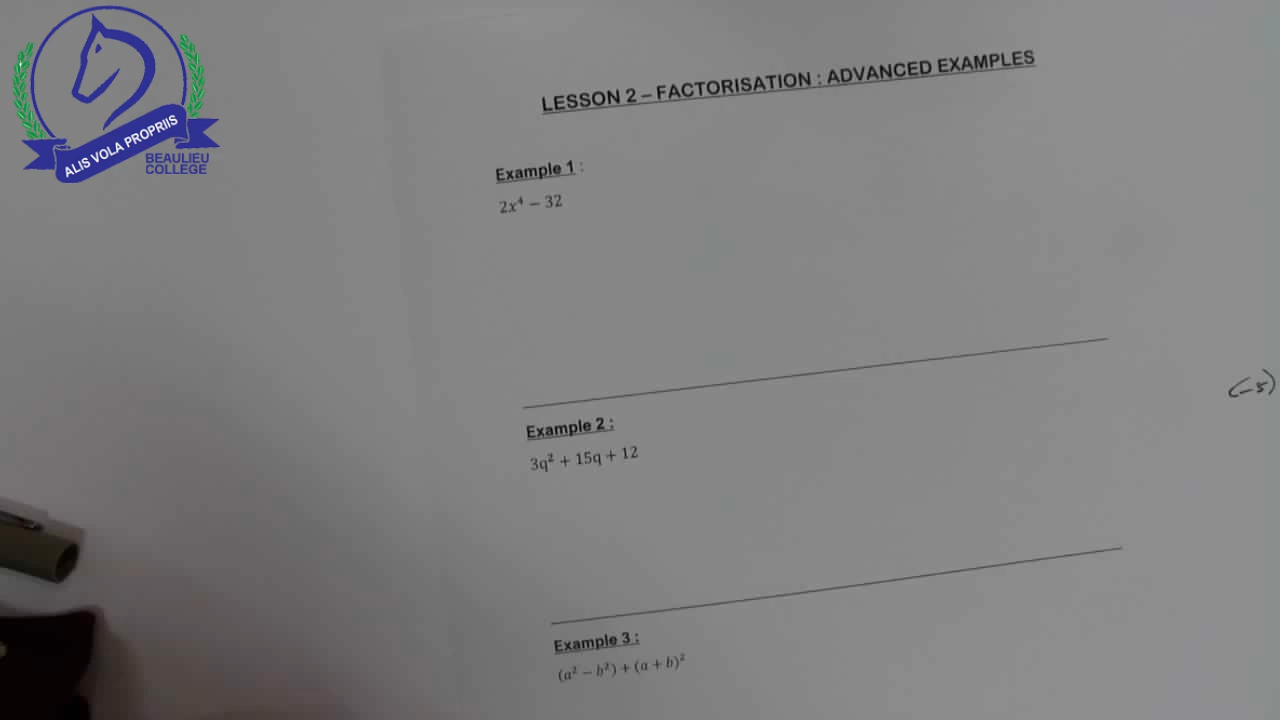 ALIS VOLA PROPRIIS
BEAULIEU
COLLEGE
LESSON 2 – FACTORISATION : ADVANCED EXAMPLES
Example 1 :
2x⁴ − 32
(−5)
Example 2 :
3q² + 15q + 12
Example 3 :
(a² − b²) + (a + b)²